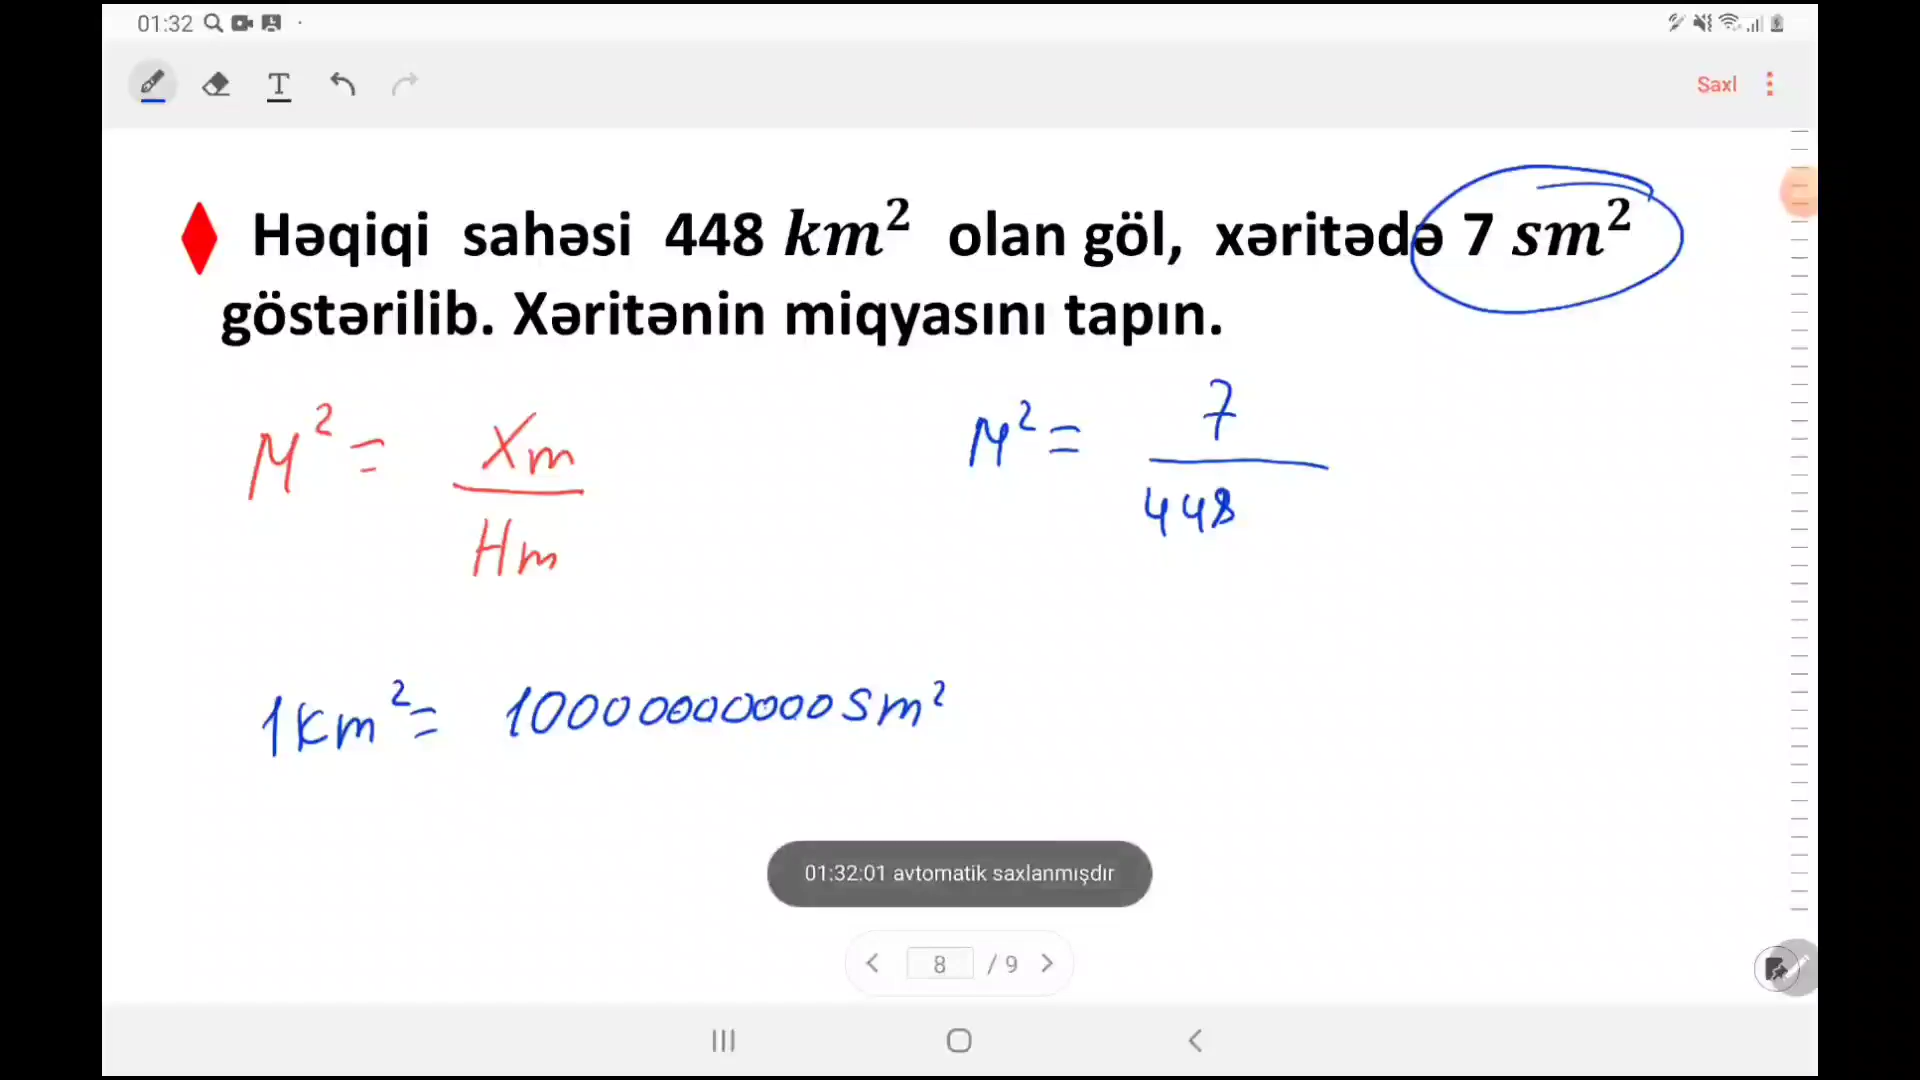 01:32
T
Saxl
Həqiqi sahəsi 448 km² olan göl, xəritədə 7 sm²
göstərilib. Xəritənin miqyasını tapın.
M² = Xm / Hm
M² = 7 / 448
1km² = 10000000000 Sm²
01:32:01 avtomatik saxlanmışdır
8 / 9